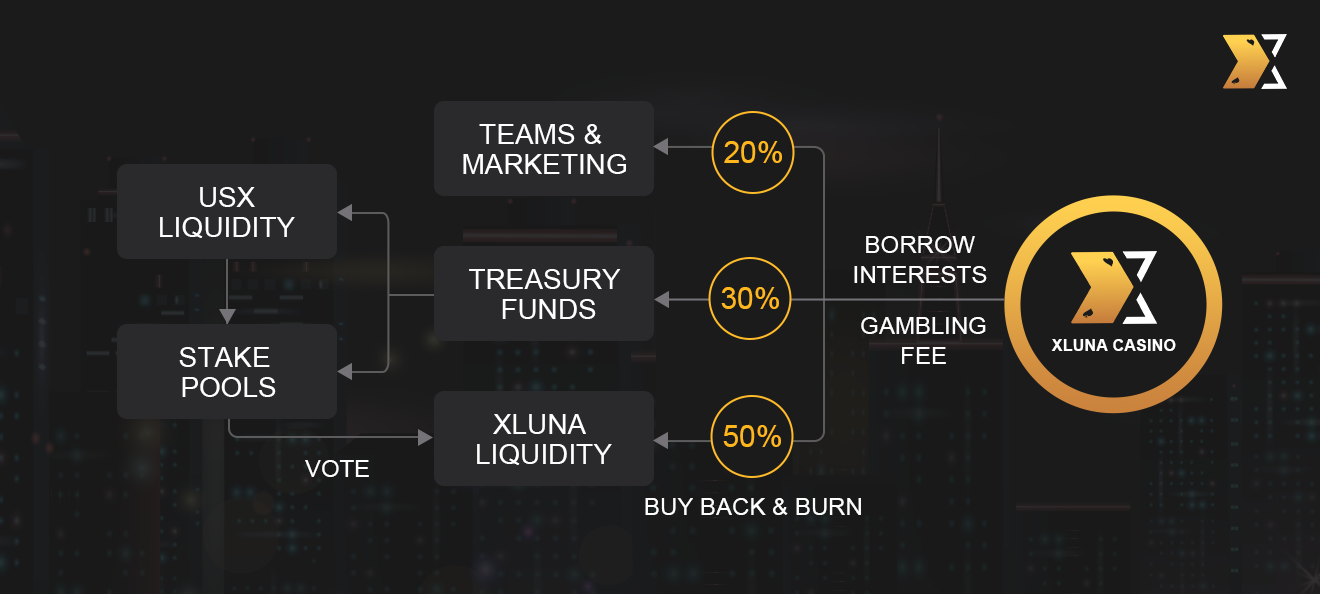 TEAMS &
MARKETING
20%
USX
LIQUIDITY
TREASURY
FUNDS
30%
BORROW
INTERESTS
GAMBLING
FEE
XLUNA CASINO
STAKE
POOLS
XLUNA
LIQUIDITY
50%
VOTE
BUY BACK & BURN